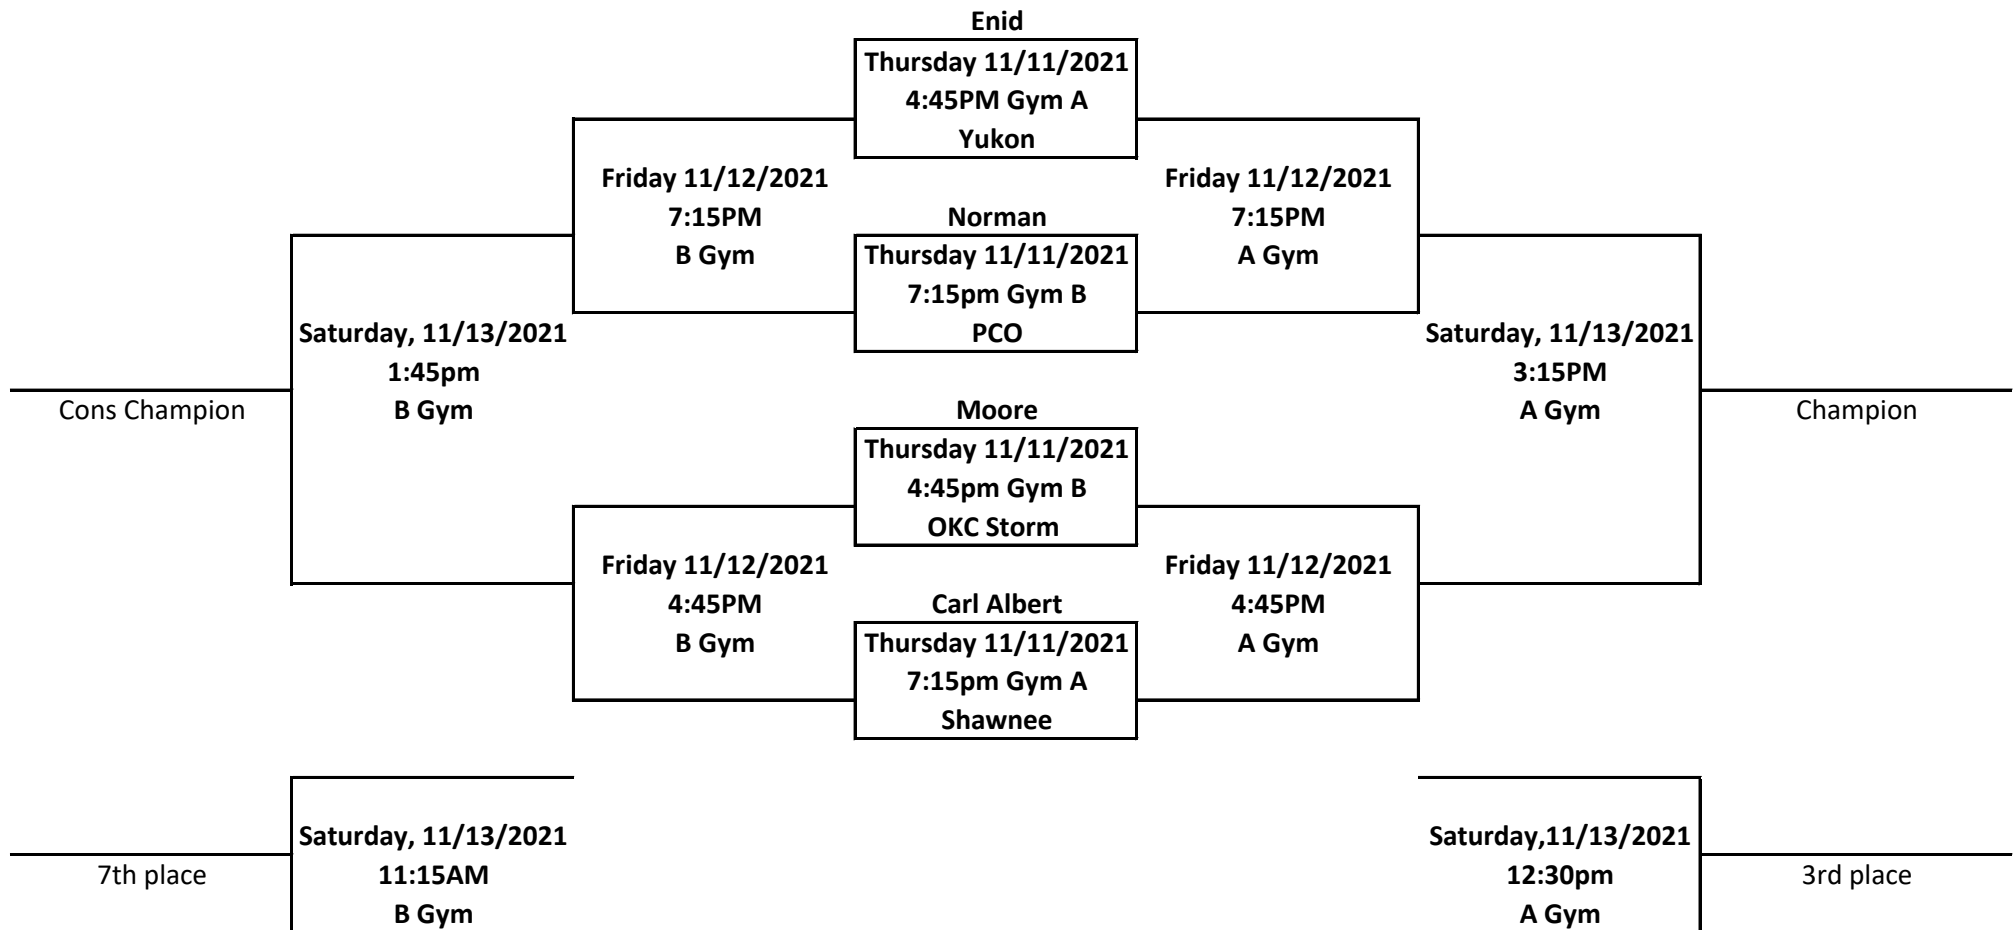 Enid
Thursday 11/11/2021
4:45PM Gym A
Yukon
Friday 11/12/2021
7:15PM
B Gym
Friday 11/12/2021
7:15PM
A Gym
Norman
Thursday 11/11/2021
7:15pm Gym B
PCO
Saturday, 11/13/2021
1:45pm
B Gym
Cons Champion
Saturday, 11/13/2021
3:15PM
A Gym
Champion
Moore
Thursday 11/11/2021
4:45pm Gym B
OKC Storm
Friday 11/12/2021
4:45PM
B Gym
Friday 11/12/2021
4:45PM
A Gym
Carl Albert
Thursday 11/11/2021
7:15pm Gym A
Shawnee
Saturday, 11/13/2021
11:15AM
B Gym
7th place
Saturday,11/13/2021
12:30pm
A Gym
3rd place